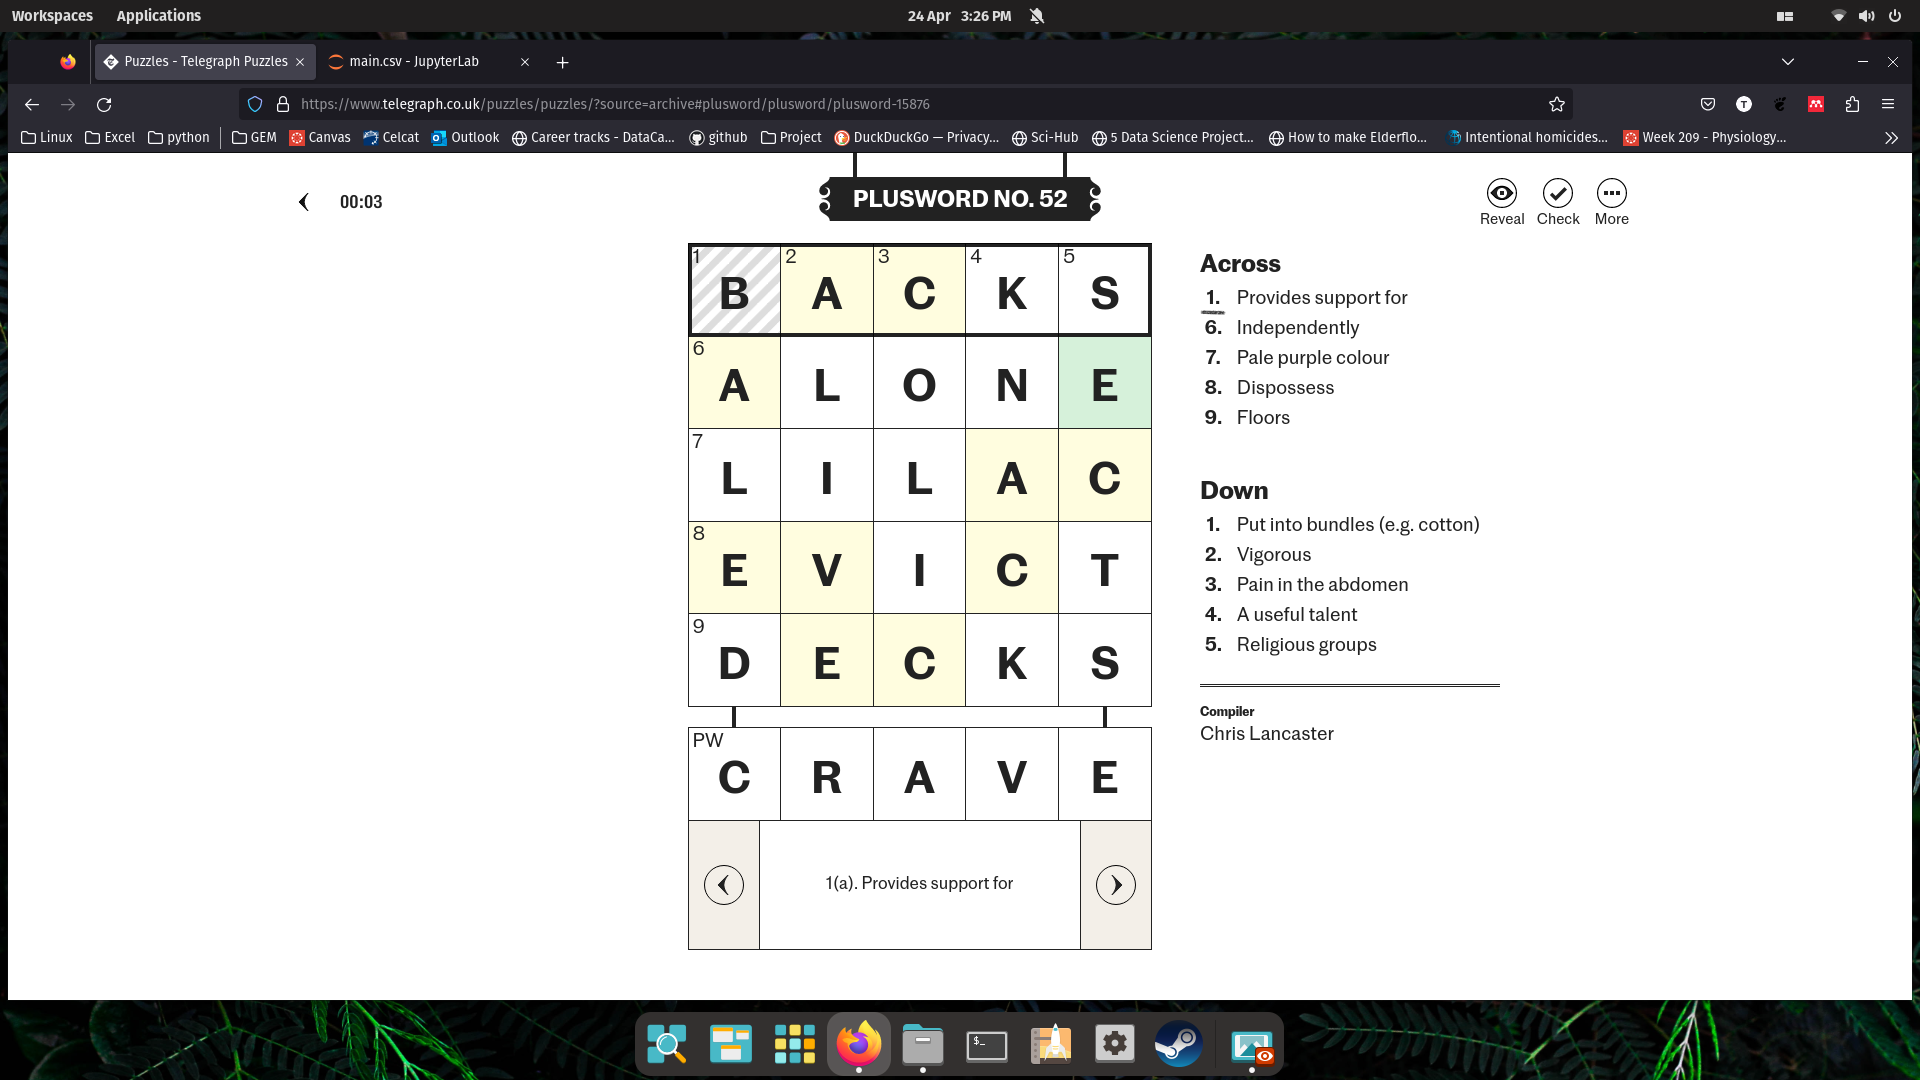 Workspaces Applications 24 Apr 3:26 PM
Puzzles - Telegraph Puzzles main.csv - JupyterLab
https://www.telegraph.co.uk/puzzles/puzzles/?source=archive#plusword/plusword/plusword-15876
Linux Excel python GEM Canvas Celcat Outlook Career tracks - DataCa... github Project DuckDuckGo — Privacy... Sci-Hub 5 Data Science Project... How to make Elderflo... Intentional homicides... Week 209 - Physiology...
00:03
PLUSWORD NO. 52
Reveal Check More
1 B 2 A 3 C 4 K 5 S
6 A L O N E
7 L I L A C
8 E V I C T
9 D E C K S
PW C R A V E
1(a). Provides support for
Across
1. Provides support for
6. Independently
7. Pale purple colour
8. Dispossess
9. Floors
Down
1. Put into bundles (e.g. cotton)
2. Vigorous
3. Pain in the abdomen
4. A useful talent
5. Religious groups
Compiler
Chris Lancaster